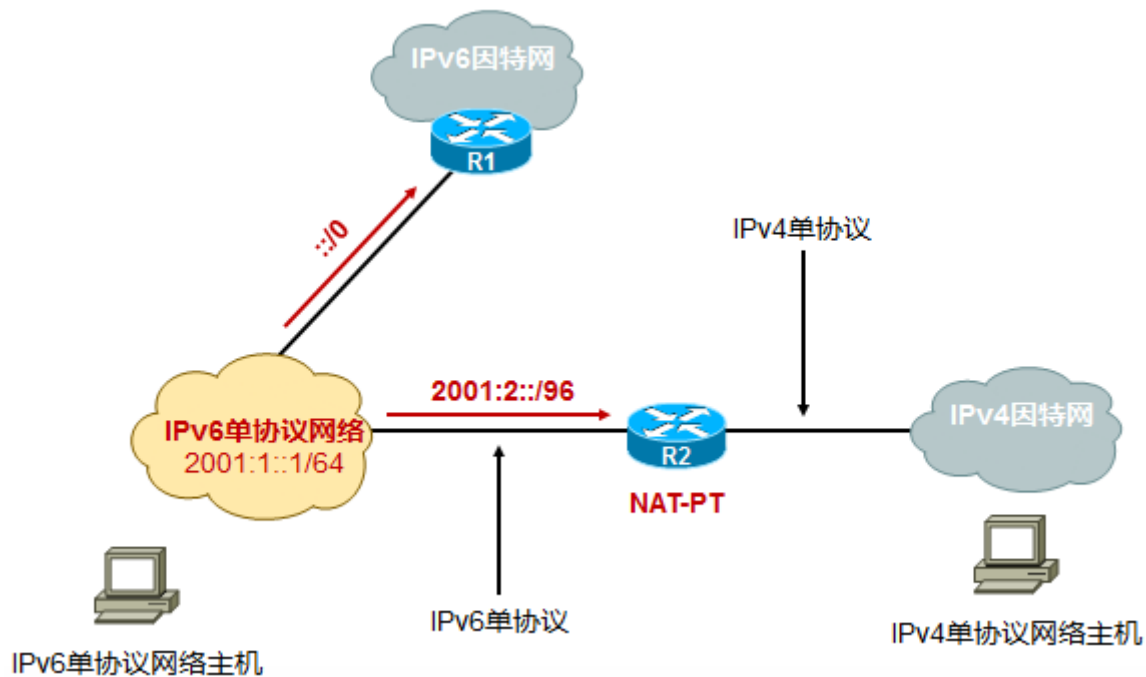 IPv6因特网
R1
::/0
IPv4单协议
2001:2::/96
IPv6单协议网络
2001:1::1/64
R2
IPv4因特网
NAT-PT
IPv6单协议
IPv4单协议网络主机
IPv6单协议网络主机